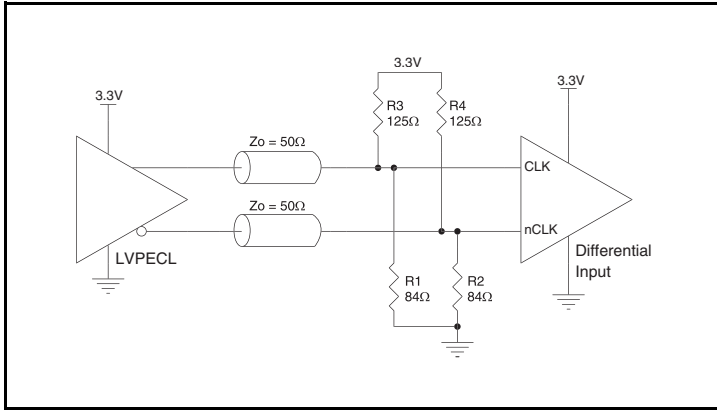 3.3V
3.3V
3.3V
R3
125Ω
R4
125Ω
Zo = 50Ω
CLK
Zo = 50Ω
nCLK
LVPECL
Differential
Input
R1
84Ω
R2
84Ω